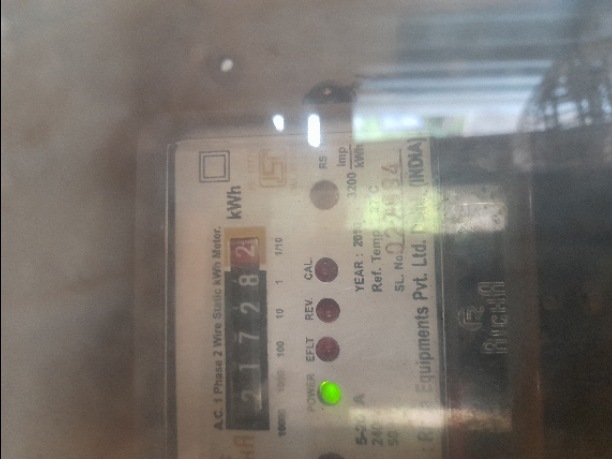 A.C. 1 Phase 2 Wire Static kWh Meter.
2 1 7 2 8 2 kWh
10000 1000 100 10 1 1/10
POWER EFLT REV. CAL. RS
Imp
3200 kWh
5-20 A YEAR :
Ref. Temp.
SL. No.
Equipments Pvt. Ltd. (INDIA)
RICHA